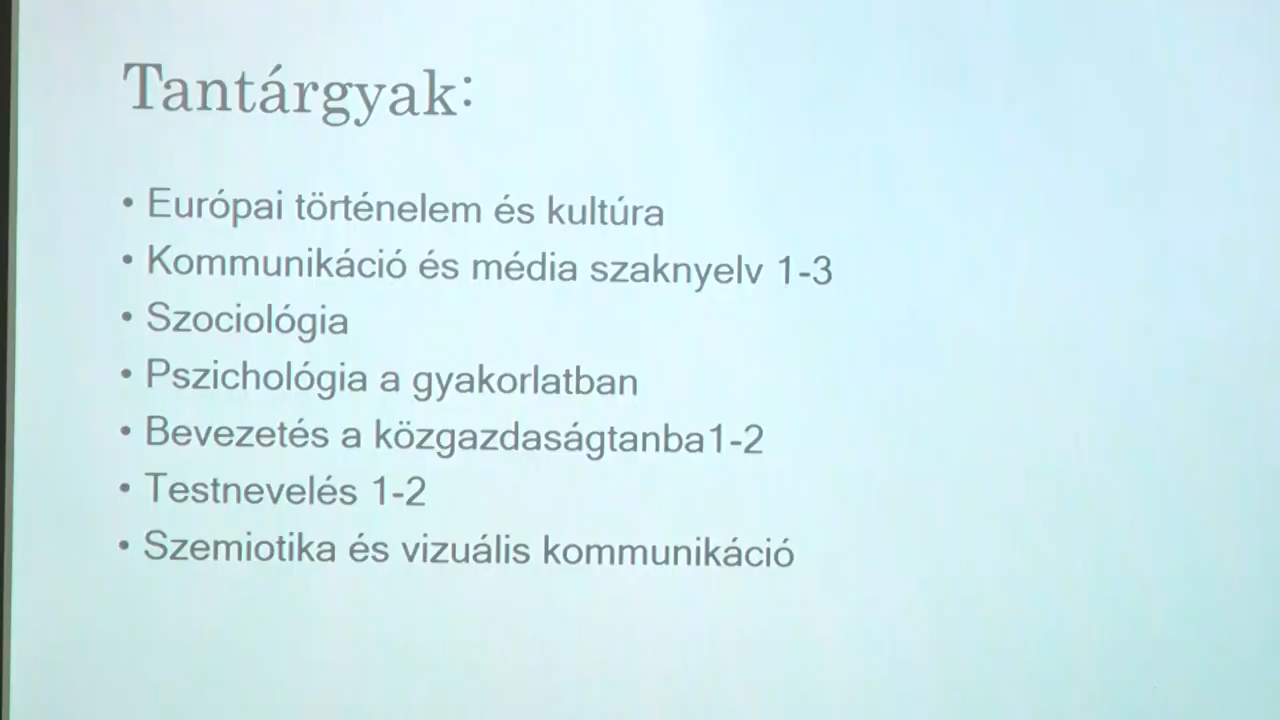 Tantárgyak:
• Európai történelem és kultúra
• Kommunikáció és média szaknyelv 1-3
• Szociológia
• Pszichológia a gyakorlatban
• Bevezetés a közgazdaságtanba1-2
• Testnevelés 1-2
• Szemiotika és vizuális kommunikáció